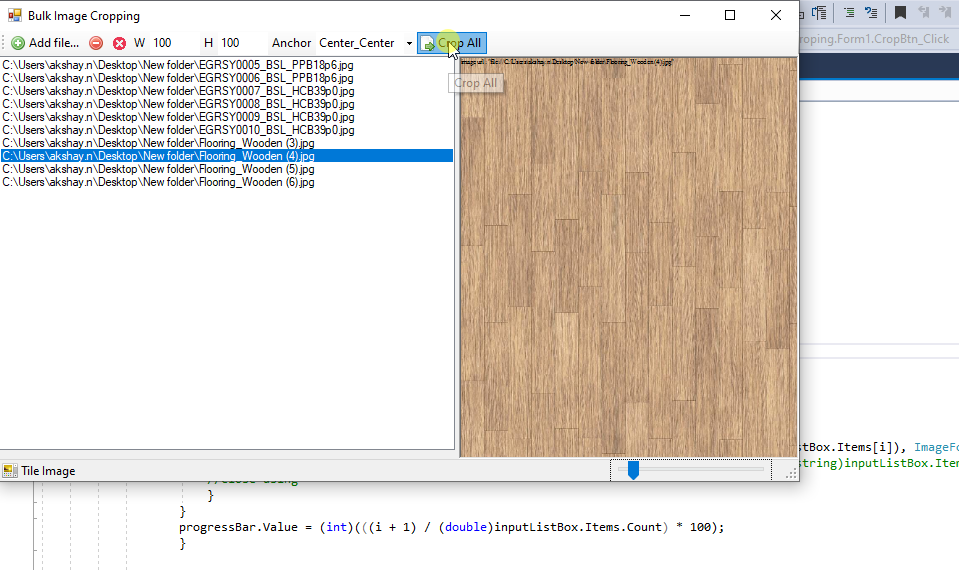 Bulk Image Cropping
Add file... W 100 H 100 Anchor Center_Center Crop All
roping.Form1.CropBtn_Click
C:\Users\akshay.n\Desktop\New folder\EGRSY0005_BSL_PPB18p6.jpg
C:\Users\akshay.n\Desktop\New folder\EGRSY0006_BSL_PPB18p6.jpg
C:\Users\akshay.n\Desktop\New folder\EGRSY0007_BSL_HCB39p0.jpg
C:\Users\akshay.n\Desktop\New folder\EGRSY0008_BSL_HCB39p0.jpg
C:\Users\akshay.n\Desktop\New folder\EGRSY0009_BSL_HCB39p0.jpg
C:\Users\akshay.n\Desktop\New folder\EGRSY0010_BSL_HCB39p0.jpg
C:\Users\akshay.n\Desktop\New folder\Flooring_Wooden (3).jpg
C:\Users\akshay.n\Desktop\New folder\Flooring_Wooden (4).jpg
C:\Users\akshay.n\Desktop\New folder\Flooring_Wooden (5).jpg
C:\Users\akshay.n\Desktop\New folder\Flooring_Wooden (6).jpg
Crop All
stBox.Items[i]), ImageFo
string)inputListBox.Item
Tile Image
}
}
progressBar.Value = (int)(((i + 1) / (double)inputListBox.Items.Count) * 100);
}